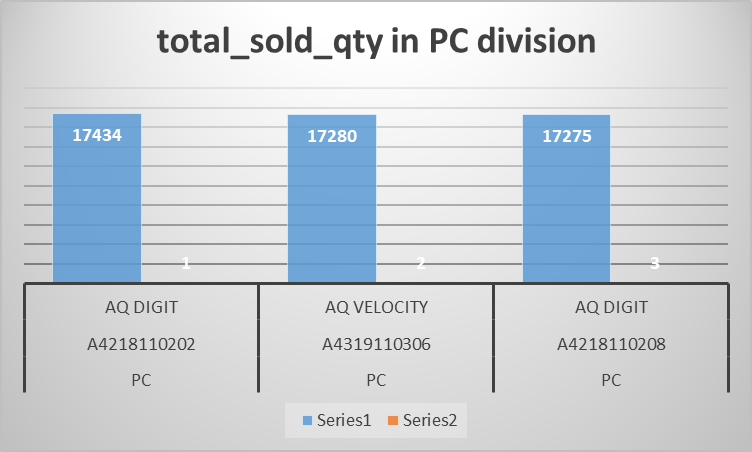 total_sold_qty in PC division
17434 17280 17275
1 2 3
AQ DIGIT AQ VELOCITY AQ DIGIT
A4218110202 A4319110306 A4218110208
PC PC PC
Series1 Series2